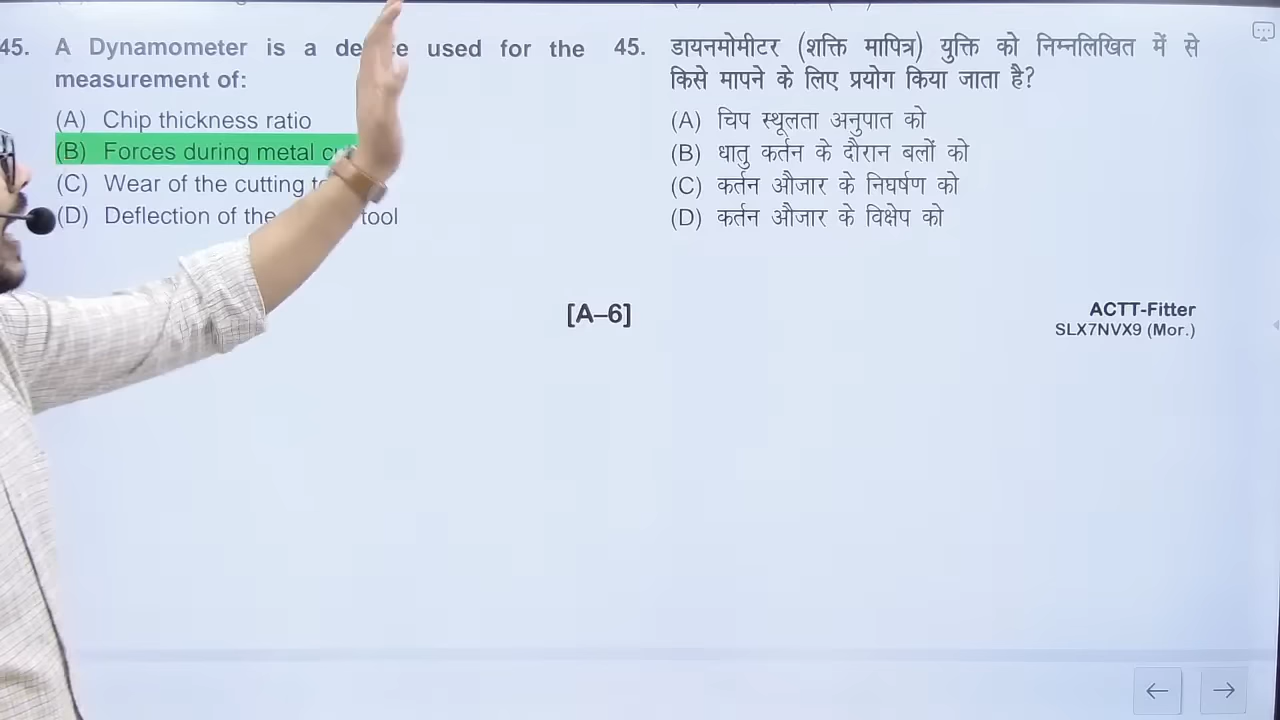 45. A Dynamometer is a used for the
measurement of:
(A) Chip thickness ratio
(B) Forces during metal
(C) Wear of the cutting
(D) Deflection of the tool
45. डायनमोमीटर (शक्ति मापित्र) युक्ति को निम्नलिखित में से
किसे मापने के लिए प्रयोग किया जाता है?
(A) चिप स्थूलता अनुपात को
(B) धातु कर्तन के दौरान बलों को
(C) कर्तन औजार के निघर्षण को
(D) कर्तन औजार के विक्षेप को
[A–6]
ACTT-Fitter
SLX7NVX9 (Mor.)